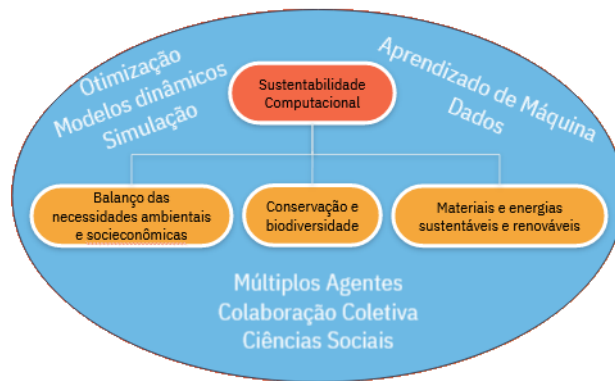 Otimização
Modelos dinâmicos
Simulação
Aprendizado de Máquina
Dados
Sustentabilidade
Computacional
Balanço das
necessidades ambientais
e socieconômicas
Conservação e
biodiversidade
Materiais e energias
sustentáveis e renováveis
Múltiplos Agentes
Colaboração Coletiva
Ciências Sociais